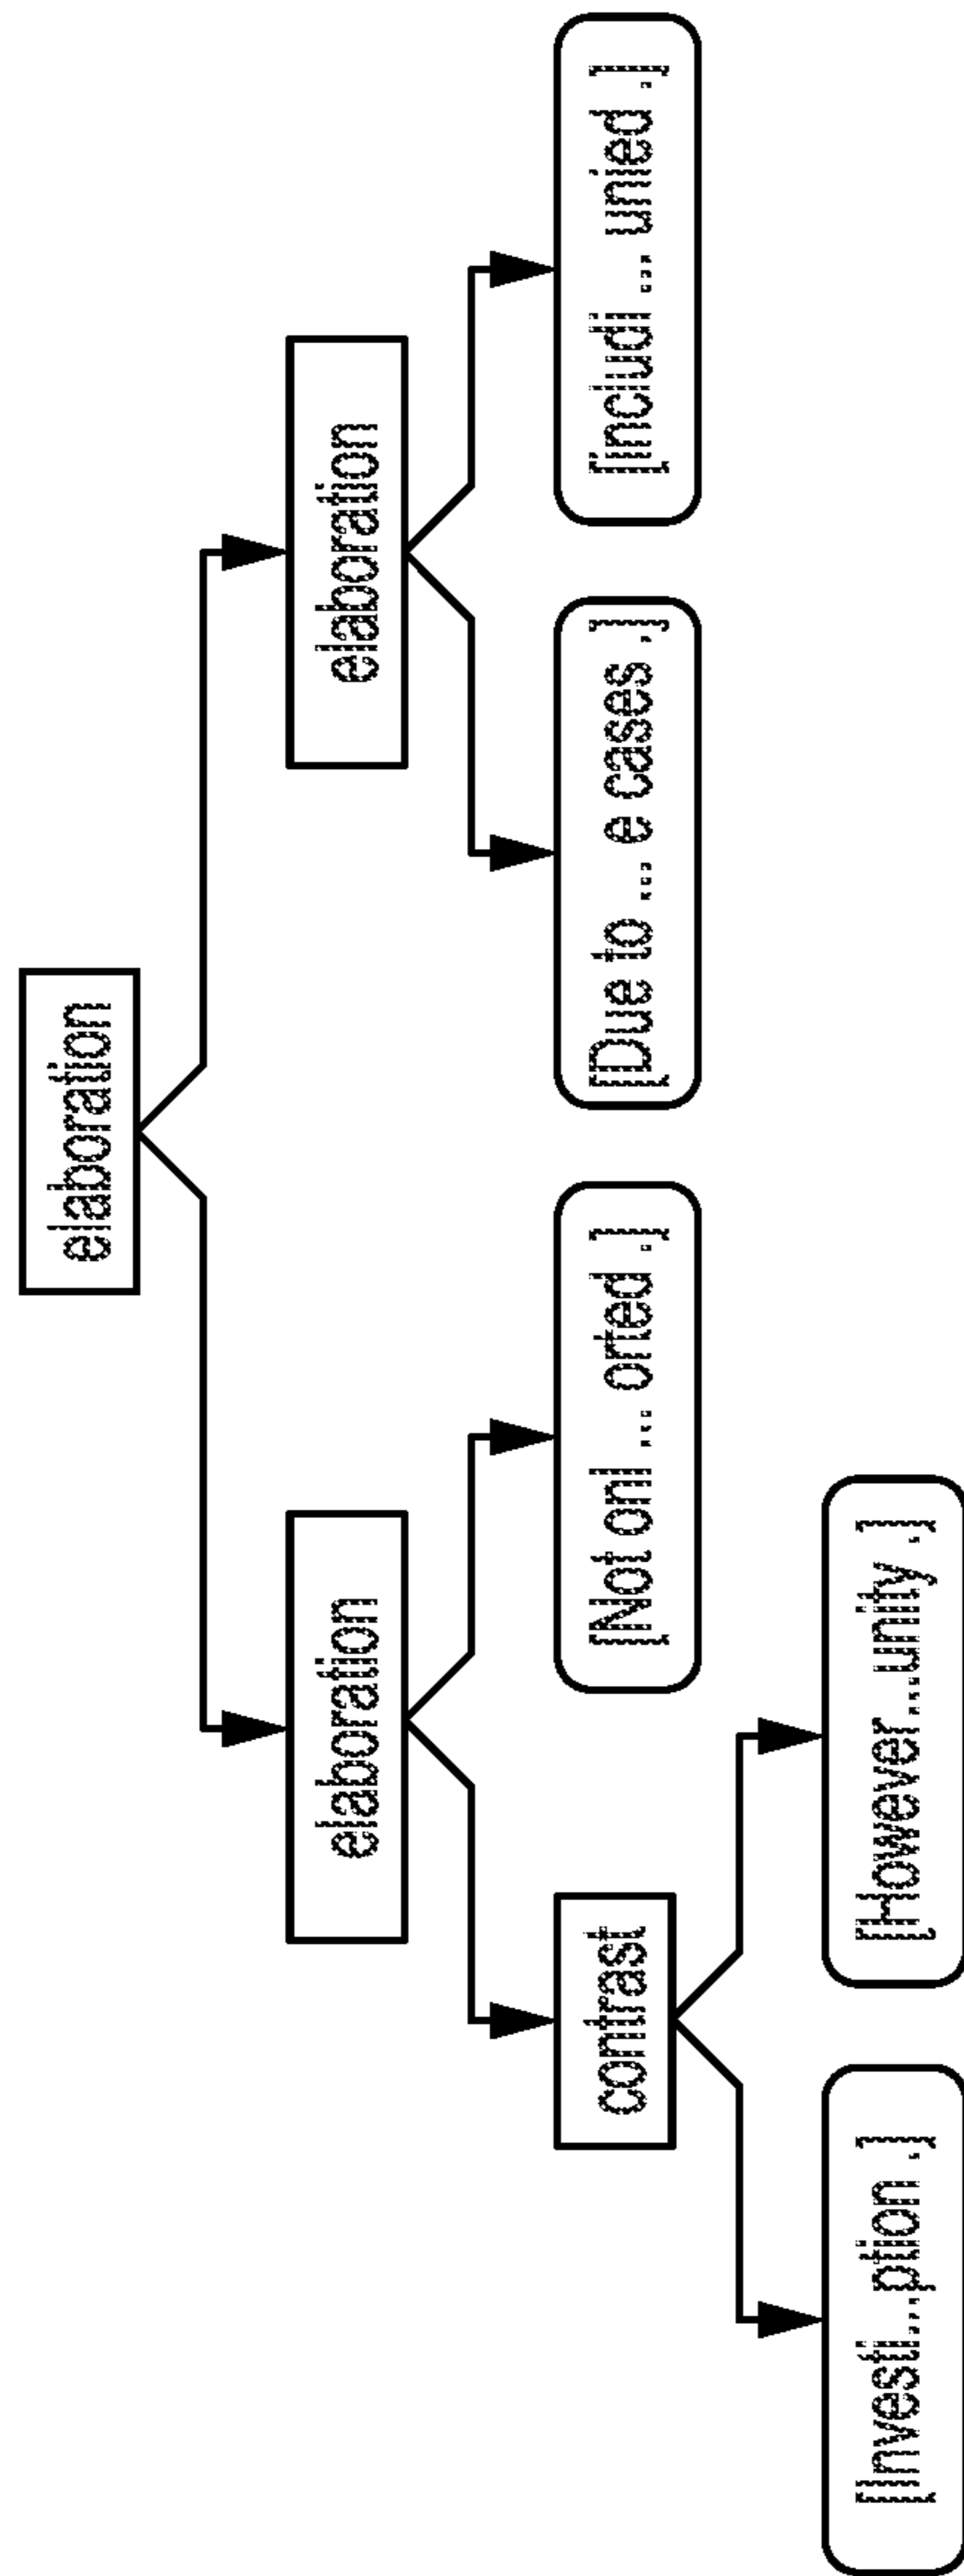 elaboration
elaboration
elaboration
contrast
[Not onl ... orted .]
[Due to ... e cases ,]
[includi ... unied .]
[Investi...ption .]
[However...unity ,]